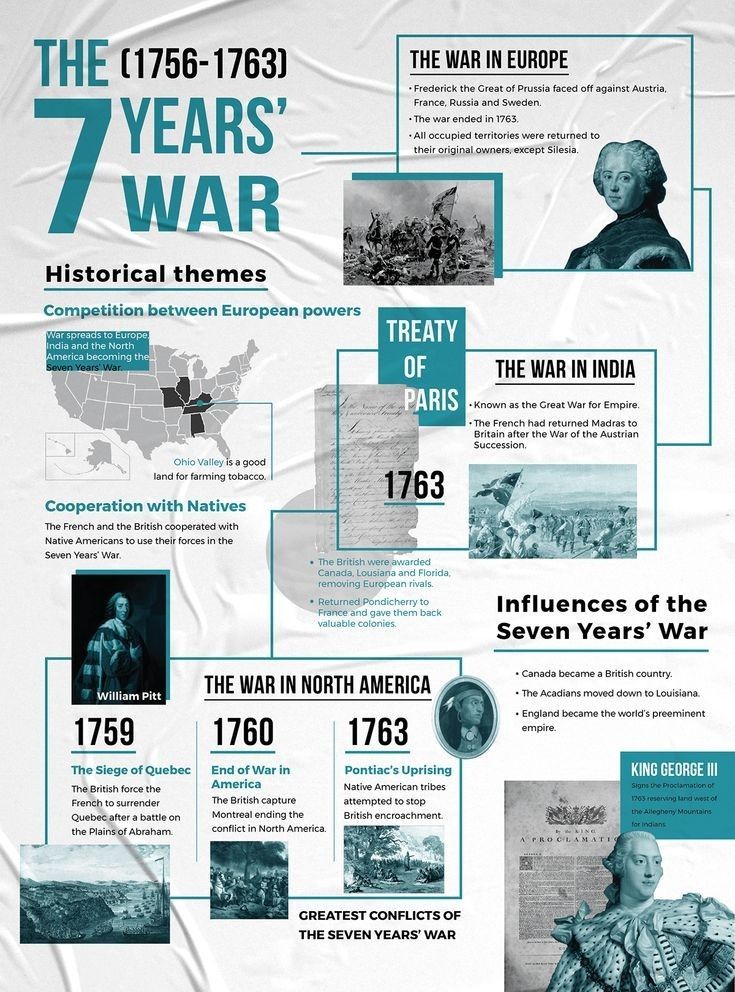 THE (1756-1763)
7 YEARS'
WAR
THE WAR IN EUROPE
• Frederick the Great of Prussia faced off against Austria,
France, Russia and Sweden.
• The war ended in 1763.
• All occupied territories were returned to
their original owners, except Silesia.
Historical themes
Competition between European powers
War spreads to Europe,
India and the North
America becoming the
Seven Years' War.
Ohio Valley is a good
land for farming tobacco.
Cooperation with Natives
The French and the British cooperated with
Native Americans to use their forces in the
Seven Years' War.
TREATY
OF
PARIS
1763
• The British were awarded
Canada, Lousiana and Florida,
removing European rivals.
• Returned Pondicherry to
France and gave them back
valuable colonies.
THE WAR IN INDIA
• Known as the Great War for Empire.
• The French had returned Madras to
Britain after the War of the Austrian
Succession.
Influences of the
Seven Years' War
• Canada became a British country.
• The Acadians moved down to Louisiana.
• England became the world's preeminent
empire.
William Pitt
THE WAR IN NORTH AMERICA
1759
The Siege of Quebec
The British force the
French to surrender
Quebec after a battle on
the Plains of Abraham.
1760
End of War in
America
The British capture
Montreal ending the
conflict in North America.
1763
Pontiac's Uprising
Native American tribes
attempted to stop
British encroachment.
GREATEST CONFLICTS OF
THE SEVEN YEARS' WAR
KING GEORGE III
Signs the Proclamation of
1763 reserving land west of
the Allegheny Mountains
for Indians.
By the KING.
A PROCLAMATIO